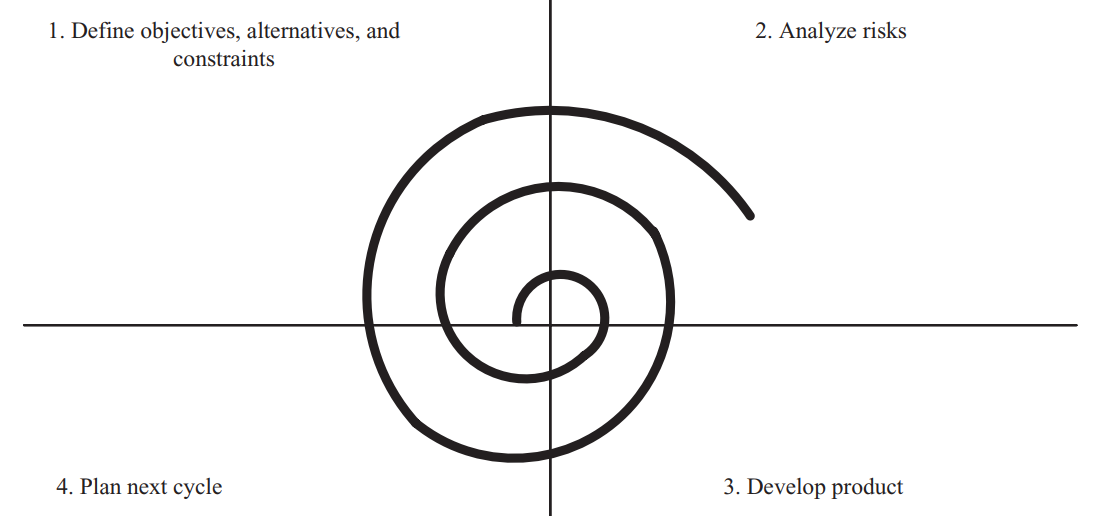 1. Define objectives, alternatives, and
constraints
2. Analyze risks
4. Plan next cycle
3. Develop product